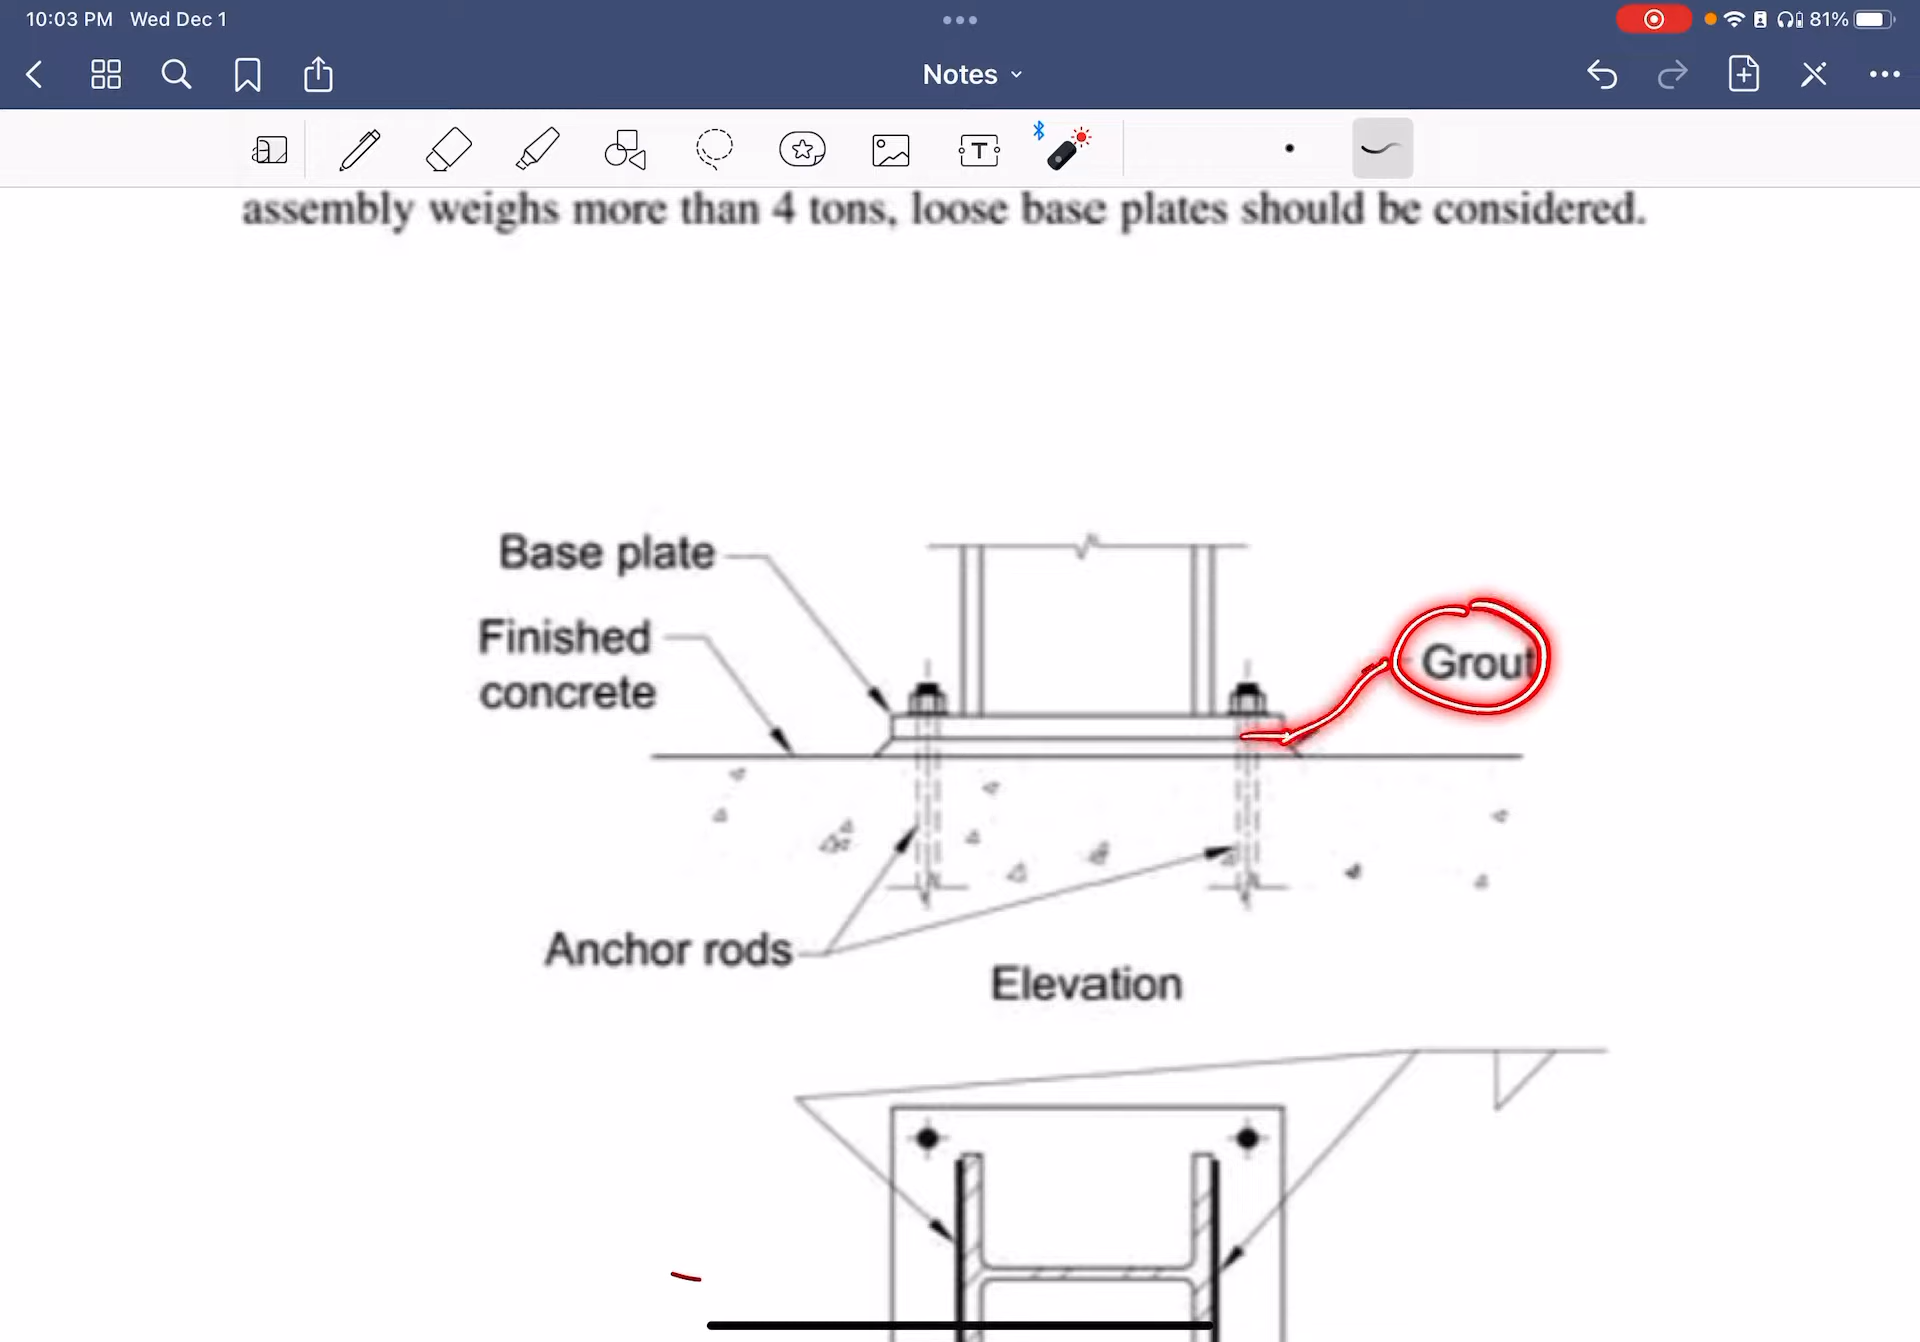 10:03 PM Wed Dec 1
81%
Notes
assembly weighs more than 4 tons, loose base plates should be considered.
Base plate
Finished
concrete
Grout
Anchor rods
Elevation